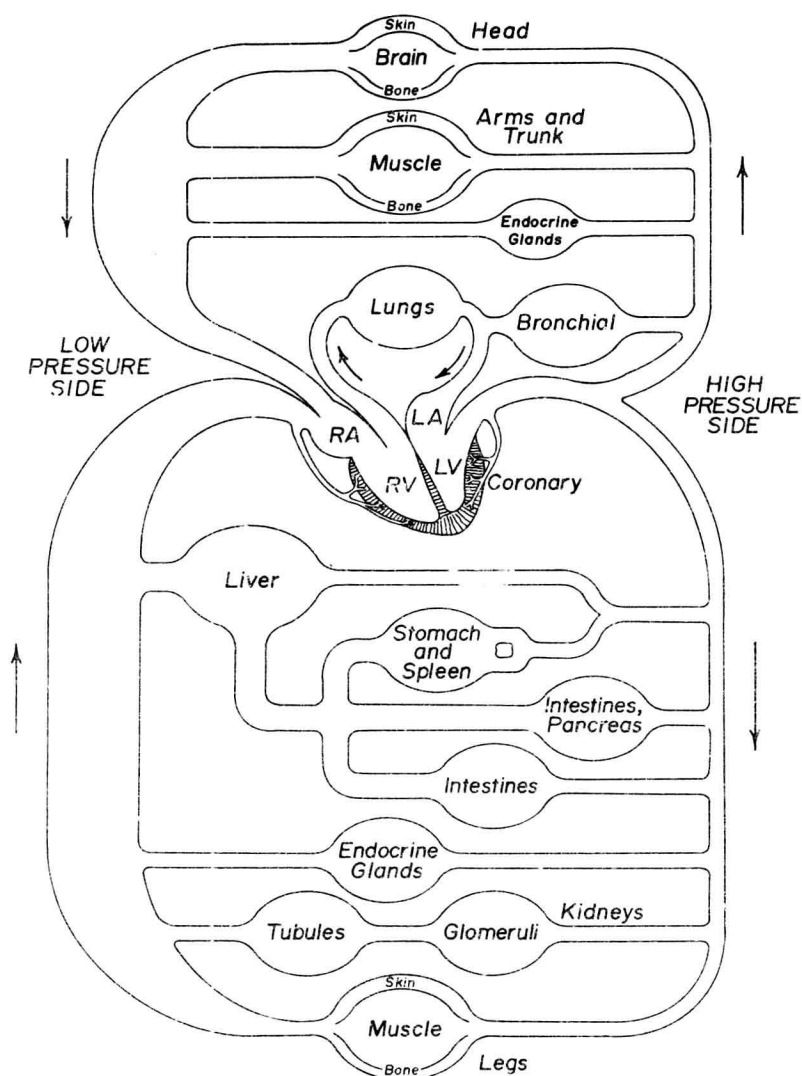 Skin
Head
Brain
Bone
Skin
Arms and
Trunk
Muscle
Bone
Endocrine
Glands
Lungs
Bronchial
LOW
PRESSURE
SIDE
HIGH
PRESSURE
SIDE
RA
LA
RV
LV
Coronary
Liver
Stomach
and
Spleen
Intestines,
Pancreas
Intestines
Endocrine
Glands
Kidneys
Tubules
Glomeruli
Skin
Muscle
Bone
Legs